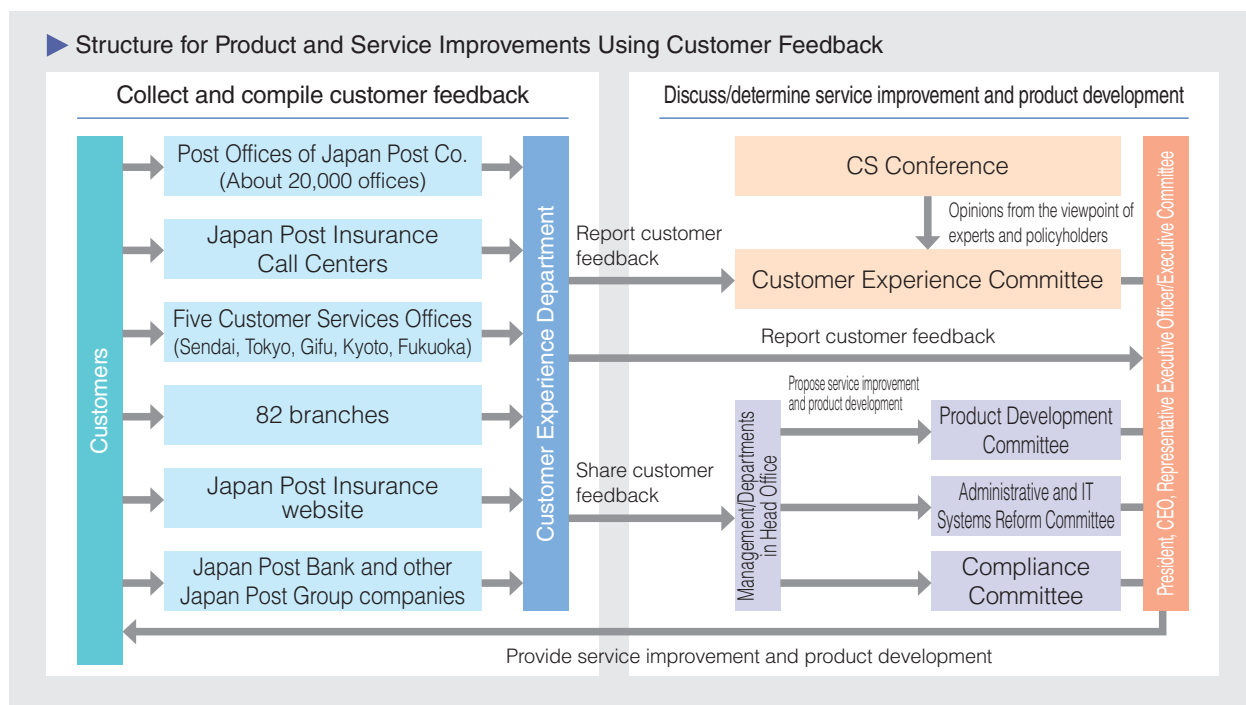 Structure for Product and Service Improvements Using Customer Feedback
Collect and compile customer feedback
Customers
Post Offices of Japan Post Co.
(About 20,000 offices)
Japan Post Insurance
Call Centers
Five Customer Services Offices
(Sendai, Tokyo, Gifu, Kyoto, Fukuoka)
82 branches
Japan Post Insurance
website
Japan Post Bank and other
Japan Post Group companies
Customer Experience Department
Report customer
feedback
Share customer
feedback
Discuss/determine service improvement and product development
CS Conference
Opinions from the viewpoint of
experts and policyholders
Customer Experience Committee
Report customer feedback
Management/Departments
in Head Office
Propose service improvement
and product development
Product Development
Committee
Administrative and IT
Systems Reform Committee
Compliance
Committee
President, CEO, Representative Executive Officer/Executive Committee
Provide service improvement and product development